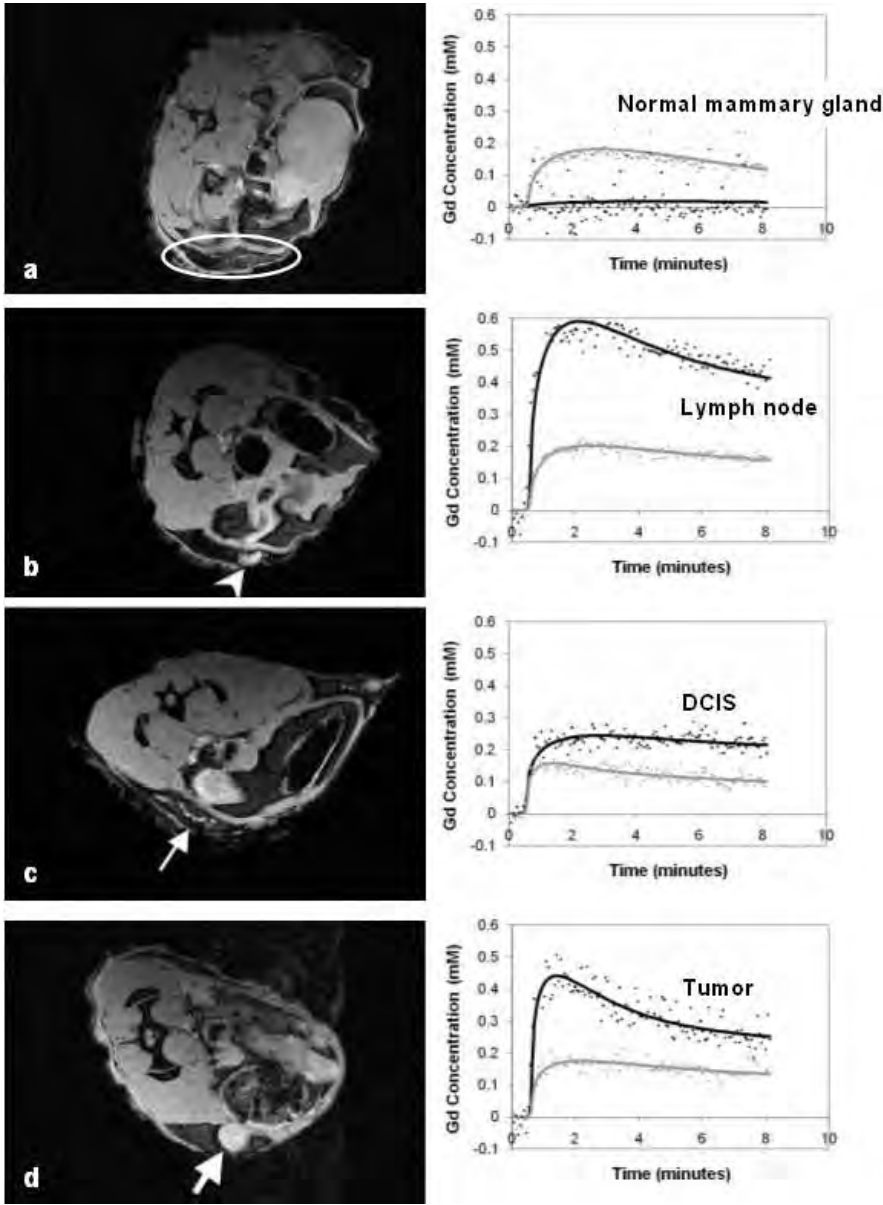 a
0.6
0.5
0.4
0.3
0.2
0.1
0
-0.1
Gd Concentration (mM)
Normal mammary gland
0 2 4 6 8 10
Time (minutes)
b
0.6
0.5
0.4
0.3
0.2
0.1
0
-0.1
Gd Concentration (mM)
Lymph node
0 2 4 6 8 10
Time (minutes)
c
0.6
0.5
0.4
0.3
0.2
0.1
0
-0.1
Gd Concentration (mM)
DCIS
0 2 4 6 8 10
Time (minutes)
d
0.6
0.5
0.4
0.3
0.2
0.1
0
-0.1
Gd Concentration (mM)
Tumor
0 2 4 6 8 10
Time (minutes)